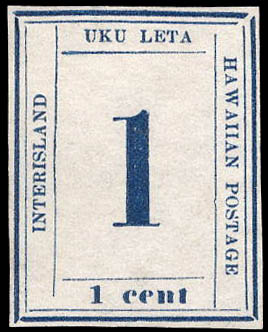 UKU LETA
INTERISLAND
1
HAWAIIAN POSTAGE
1 cent